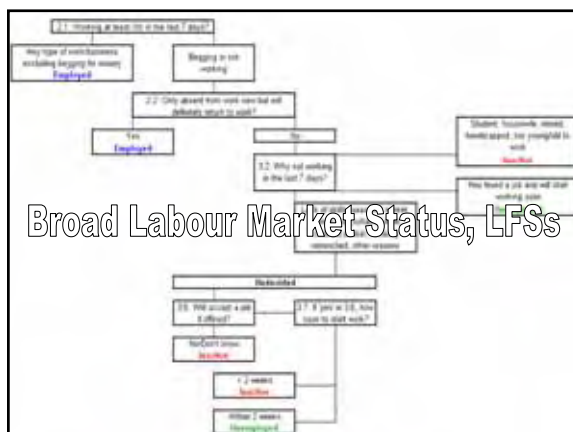 2.1. Working at least 1hr in the last 7 days?
Any type of work/business
excluding begging for money
Employed
Begging or not
working
2.2. Only absent from work now but will
definitely return to work?
Yes
Employed
No
Student, housewife, retired,
handicapped, too young/old to
work
Inactive
3.2. Why not working
in the last 7 days?
Has found a job and will start
working soon
Broad Labour Market Status, LFSs
retrenched, other reasons
Undecided
3.6. Will accept a job
if offered?
3.7. If yes in 3.6, how
soon to start work?
No/Don't know
Inactive
2 weeks
Inactive
Within 2 weeks
Unemployed